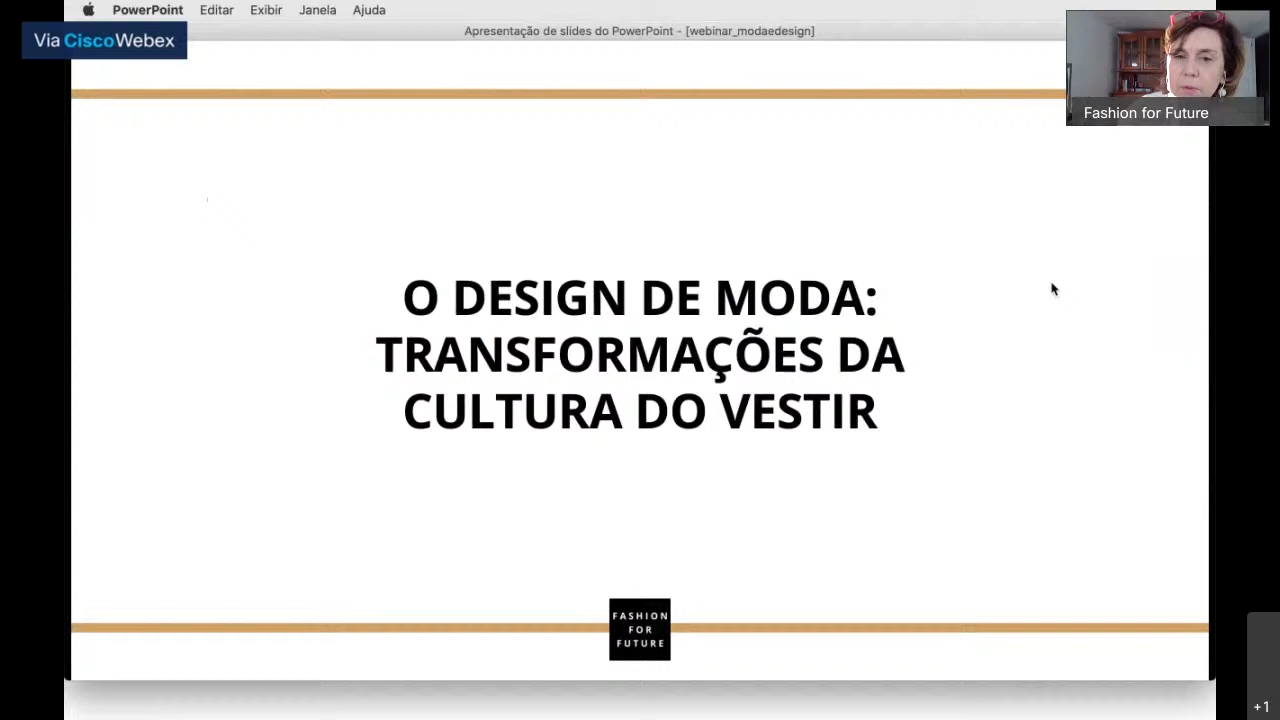 PowerPoint Editar Exibir Janela Ajuda
Apresentação de slides do PowerPoint - [webinar_modaedesign]
Via CiscoWebex
Fashion for Future
O DESIGN DE MODA:
TRANSFORMAÇÕES DA
CULTURA DO VESTIR
FASHION
FOR
FUTURE
+1